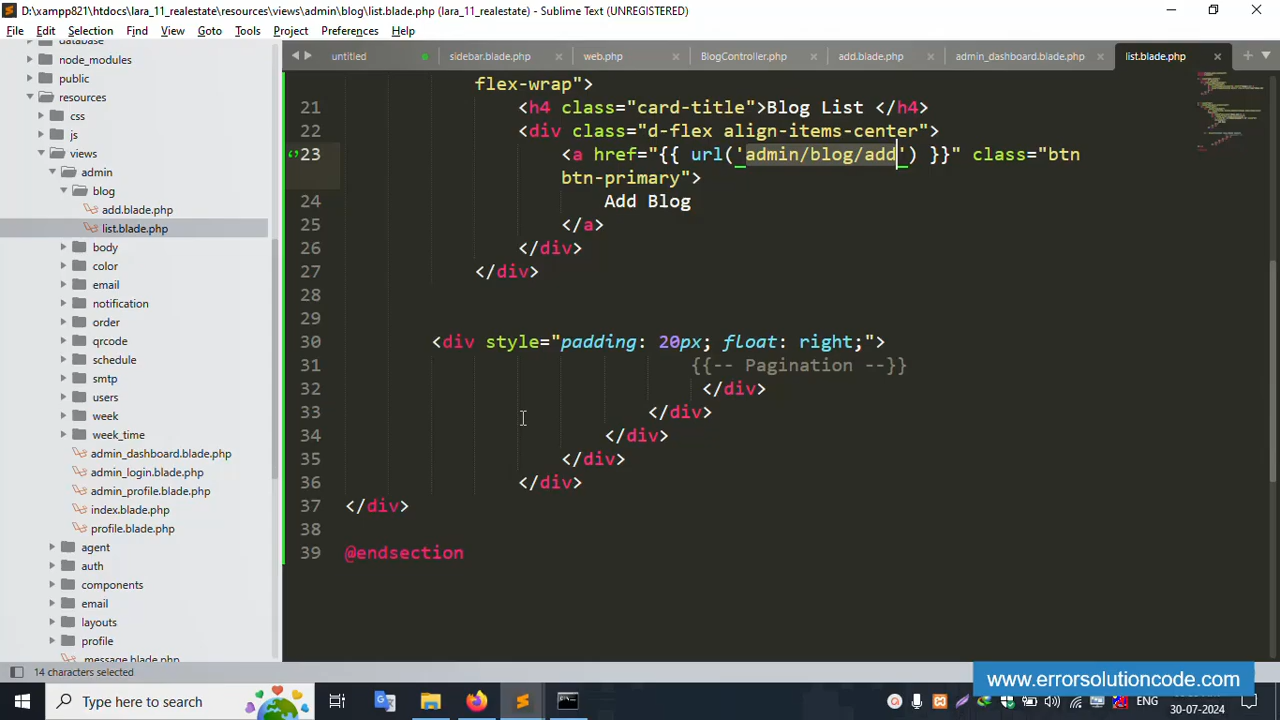 D:\xampp821\htdocs\lara_11_realestate\resources\views\admin\blog\list.blade.php (lara_11_realestate) - Sublime Text (UNREGISTERED)
File Edit Selection Find View Goto Tools Project Preferences Help
untitled sidebar.blade.php web.php BlogController.php add.blade.php admin_dashboard.blade.php list.blade.php
database
node_modules
public
resources
css
js
views
admin
blog
add.blade.php
list.blade.php
body
color
email
notification
order
qrcode
schedule
smtp
users
week
week_time
admin_dashboard.blade.php
admin_login.blade.php
admin_profile.blade.php
index.blade.php
profile.blade.php
agent
auth
components
email
layouts
profile
_message.blade.php
flex-wrap">
21 <h4 class="card-title">Blog List </h4>
22 <div class="d-flex align-items-center">
23 <a href="{{ url('admin/blog/add') }}" class="btn
btn-primary">
24 Add Blog
25 </a>
26 </div>
27 </div>
28
29
30 <div style="padding: 20px; float: right;">
31 {{-- Pagination --}}
32 </div>
33 </div>
34 </div>
35 </div>
36 </div>
37 </div>
38
39 @endsection
14 characters selected
www.errorsolutioncode.com
Type here to search
ENG
30-07-2024